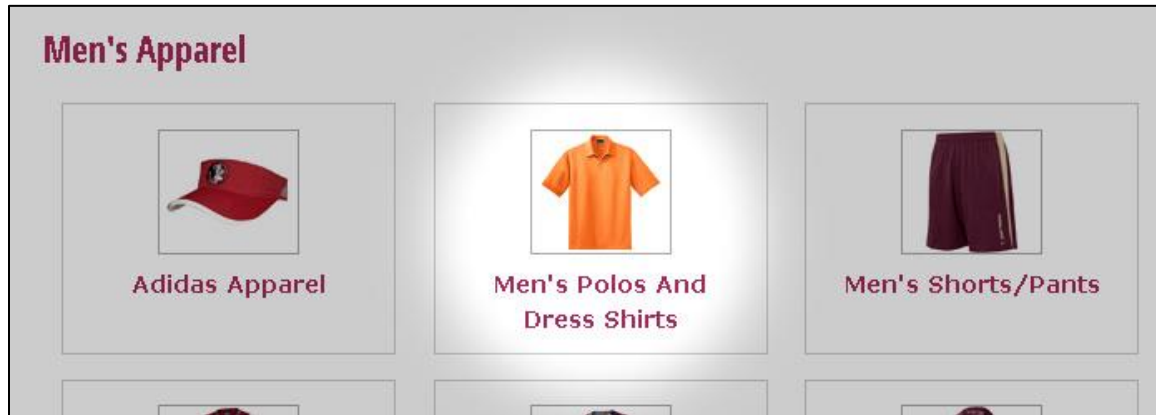 Men's Apparel
Adidas Apparel
Men's Polos And
Dress Shirts
Men's Shorts/Pants